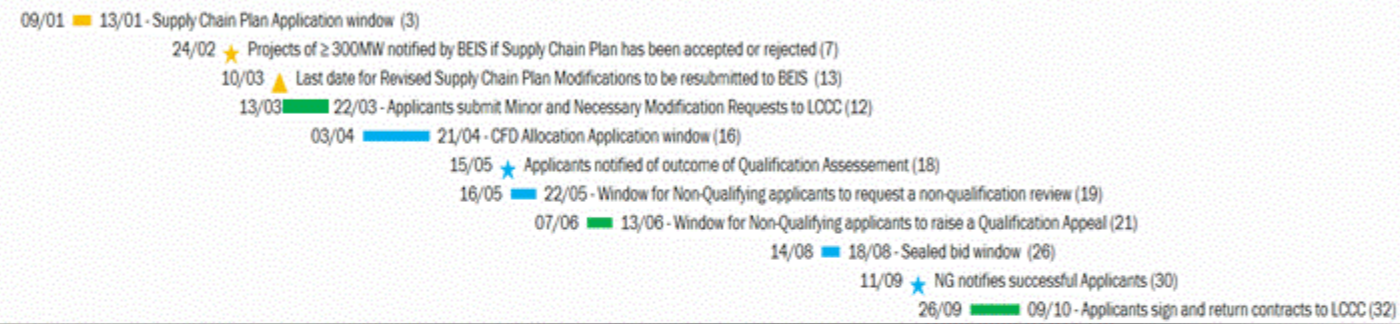 09/01 13/01 - Supply Chain Plan Application window (3)
24/02 Projects of ≥ 300MW notified by BEIS if Supply Chain Plan has been accepted or rejected (7)
10/03 Last date for Revised Supply Chain Plan Modifications to be resubmitted to BEIS (13)
13/03 22/03 - Applicants submit Minor and Necessary Modification Requests to LCCC (12)
03/04 21/04 - CFD Allocation Application window (16)
15/05 Applicants notified of outcome of Qualification Assessement (18)
16/05 22/05 - Window for Non-Qualifying applicants to request a non-qualification review (19)
07/06 13/06 - Window for Non-Qualifying applicants to raise a Qualification Appeal (21)
14/08 18/08 - Sealed bid window (26)
11/09 NG notifies successful Applicants (30)
26/09 09/10 - Applicants sign and return contracts to LCCC (32)